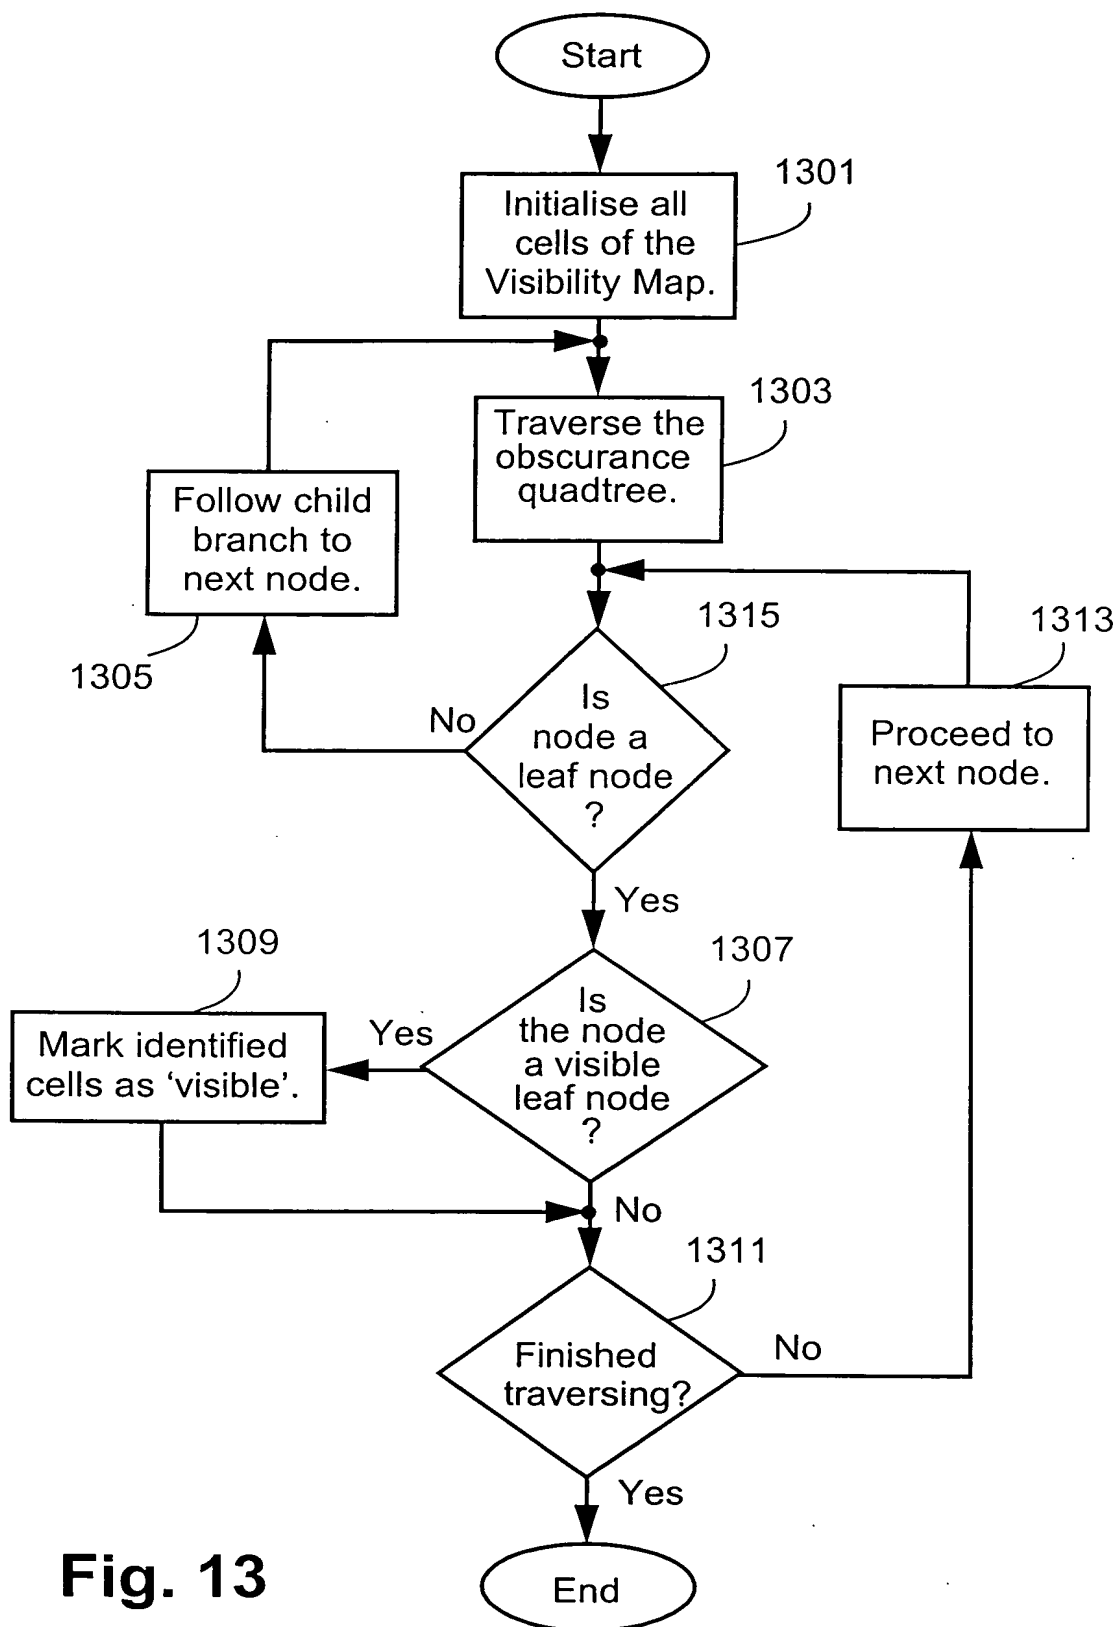 Start
1301
Initialise all
cells of the
Visibility Map.
1303
Traverse the
obscurance
quadtree.
Follow child
branch to
next node.
1305
1315
Is
node a
leaf node
?
No
1313
Proceed to
next node.
Yes
1309
Mark identified
cells as ‘visible’.
Yes
1307
Is
the node
a visible
leaf node
?
No
1311
Finished
traversing?
No
Yes
End
Fig. 13